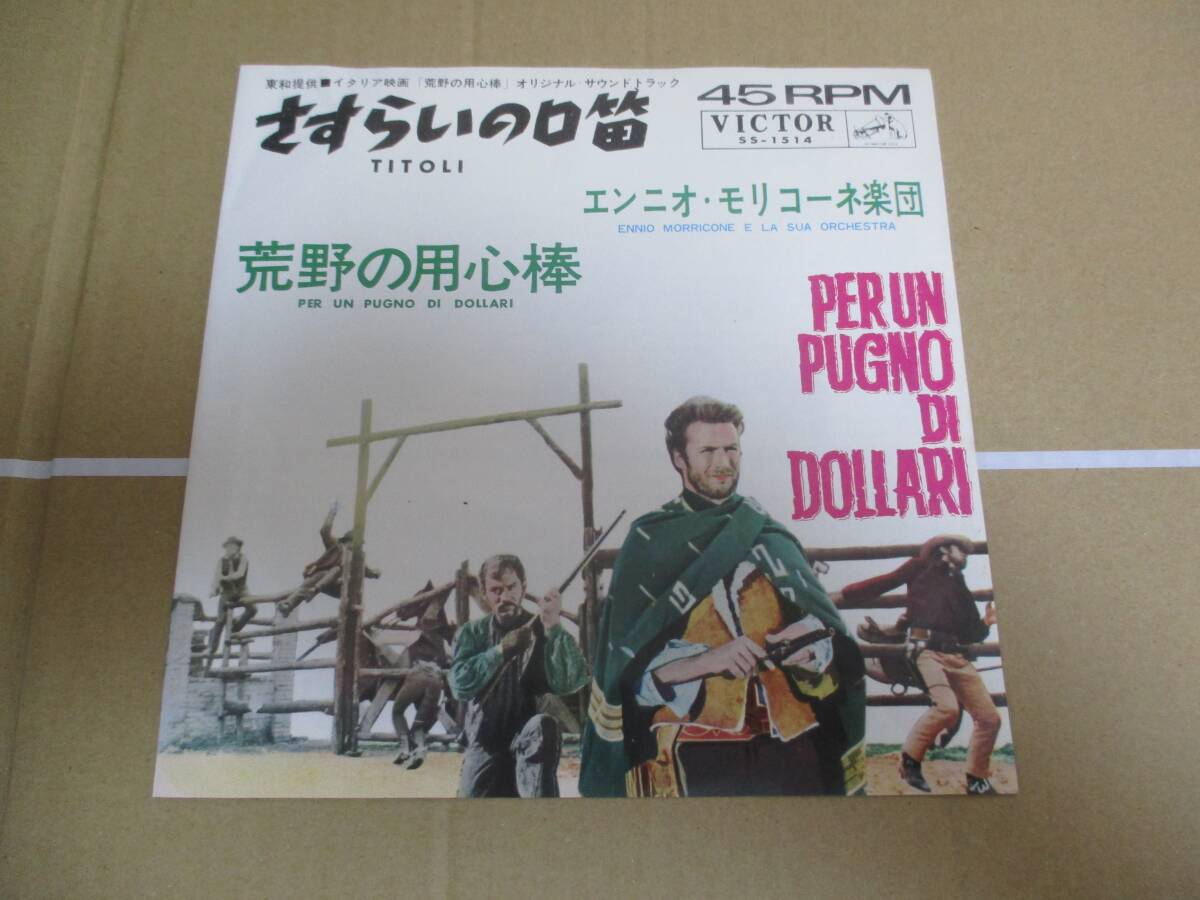 東和提供■イタリア映画「荒野の用心棒」オリジナル・サウンドトラック
さすらいの口笛
TITOLI
45 RPM
VICTOR
SS-1514
エンニオ・モリコーネ楽団
ENNIO MORRICONE E LA SUA ORCHESTRA
荒野の用心棒
PER UN PUGNO DI DOLLARI
PER UN
PUGNO
DI
DOLLARI